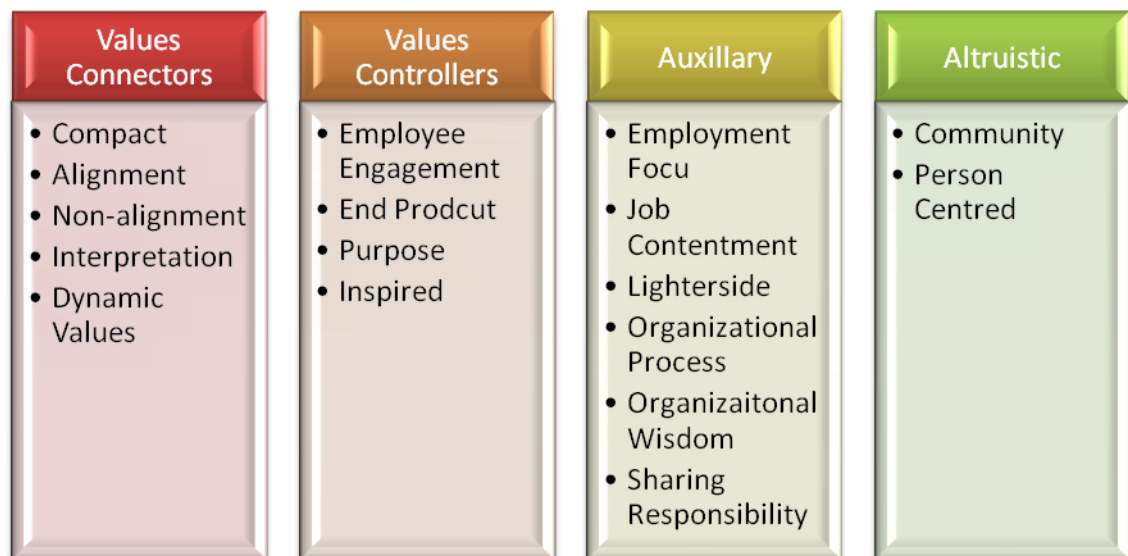 Values
Connectors
• Compact
• Alignment
• Non-alignment
• Interpretation
• Dynamic
Values
Values
Controllers
• Employee
Engagement
• End Prodcut
• Purpose
• Inspired
Auxillary
• Employment
Focu
• Job
Contentment
• Lighterside
• Organizational
Process
• Organizaitonal
Wisdom
• Sharing
Responsibility
Altruistic
• Community
• Person
Centred